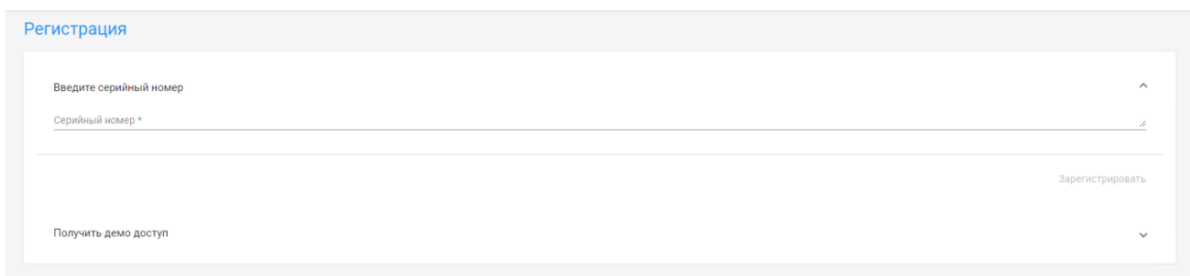 Регистрация
Введите серийный номер
Серийный номер *
Зарегистрировать
Получить демо доступ